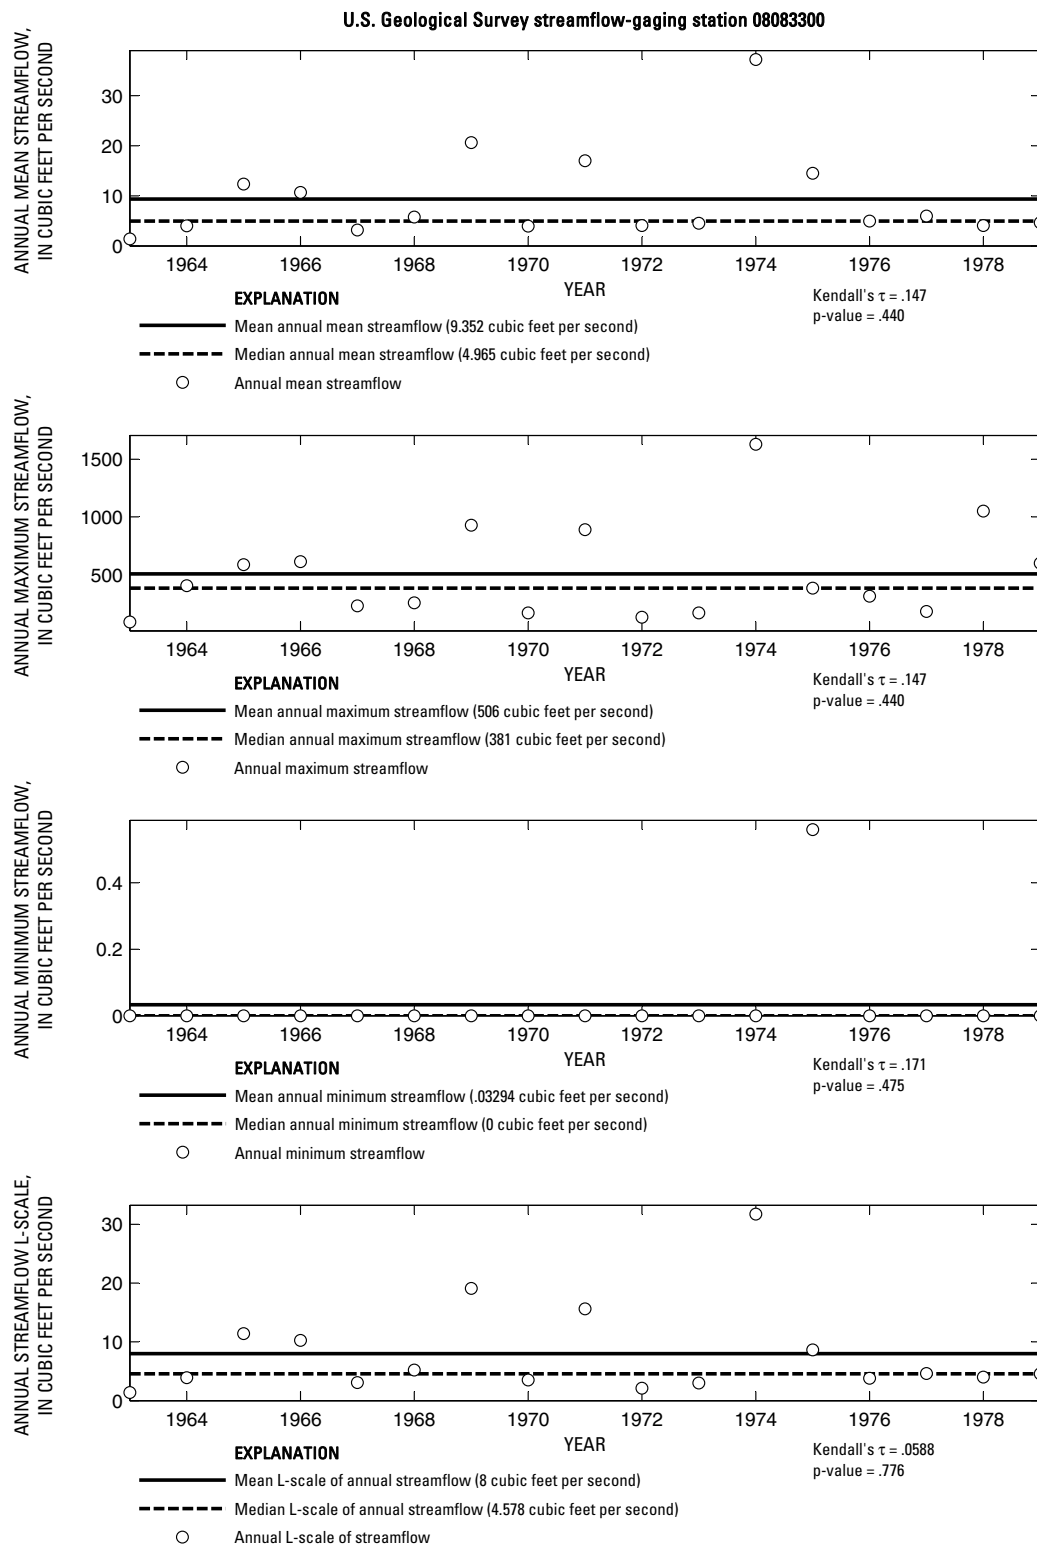 U.S. Geological Survey streamflow-gaging station 08083300
ANNUAL MEAN STREAMFLOW,
IN CUBIC FEET PER SECOND
30
20
10
0
1964 1966 1968 1970 1972 1974 1976 1978
YEAR
EXPLANATION
Mean annual mean streamflow (9.352 cubic feet per second)
Median annual mean streamflow (4.965 cubic feet per second)
Annual mean streamflow
Kendall's τ = .147
p-value = .440
ANNUAL MAXIMUM STREAMFLOW,
IN CUBIC FEET PER SECOND
1500
1000
500
1964 1966 1968 1970 1972 1974 1976 1978
YEAR
EXPLANATION
Mean annual maximum streamflow (506 cubic feet per second)
Median annual maximum streamflow (381 cubic feet per second)
Annual maximum streamflow
Kendall's τ = .147
p-value = .440
ANNUAL MINIMUM STREAMFLOW,
IN CUBIC FEET PER SECOND
0.4
0.2
0
1964 1966 1968 1970 1972 1974 1976 1978
YEAR
EXPLANATION
Mean annual minimum streamflow (.03294 cubic feet per second)
Median annual minimum streamflow (0 cubic feet per second)
Annual minimum streamflow
Kendall's τ = .171
p-value = .475
ANNUAL STREAMFLOW L-SCALE,
IN CUBIC FEET PER SECOND
30
20
10
0
1964 1966 1968 1970 1972 1974 1976 1978
YEAR
EXPLANATION
Mean L-scale of annual streamflow (8 cubic feet per second)
Median L-scale of annual streamflow (4.578 cubic feet per second)
Annual L-scale of streamflow
Kendall's τ = .0588
p-value = .776